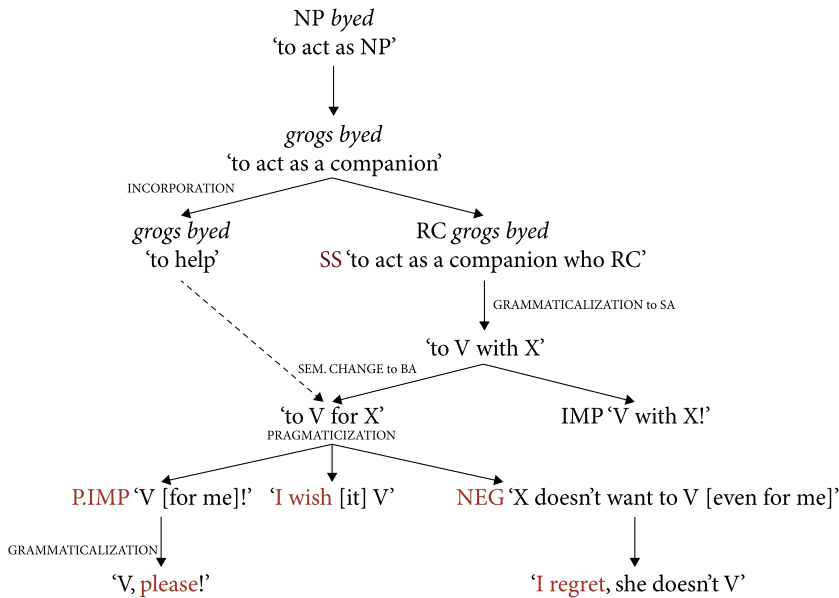 NP byed
‘to act as NP’
grogs byed
‘to act as a companion’
INCORPORATION
grogs byed
‘to help’
RC grogs byed
SS ‘to act as a companion who RC’
GRAMMATICALIZATION to SA
‘to V with X’
SEM. CHANGE to BA
‘to V for X’
PRAGMATICIZATION
IMP ‘V with X!’
P.IMP ‘V [for me]!’
‘I wish [it] V’
NEG ‘X doesn’t want to V [even for me]’
GRAMMATICALIZATION
‘V, please!’
‘I regret, she doesn’t V’